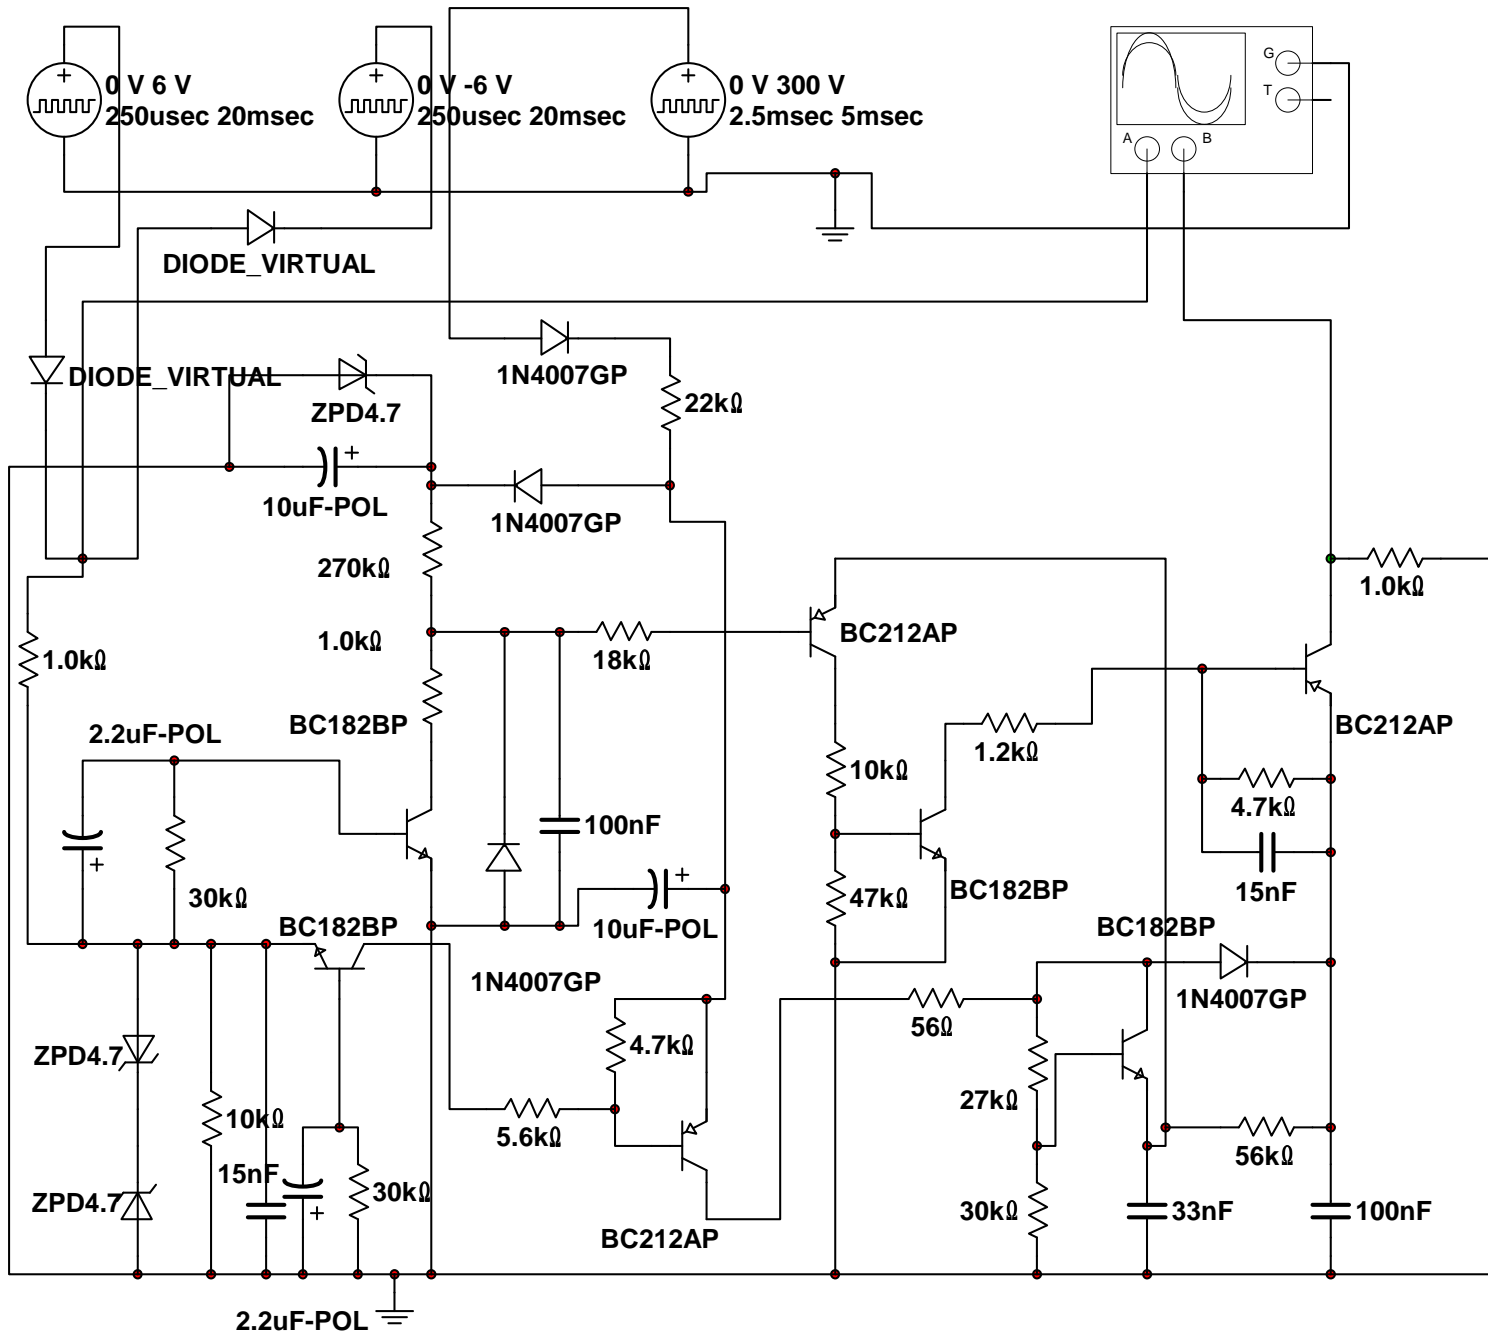 G
0 V 6 V
0 V -6 V
0 V 300 V
T
250usec 20msec
250usec 20msec
2.5msec 5msec
A
B
DIODE_VIRTUAL
DIODE_VIRTUAL
1N4007GP
ZPD4.7
22kΩ
10uF-POL
1N4007GP
270kΩ
1.0kΩ
1.0kΩ
BC212AP
1.0kΩ
18kΩ
BC182BP
2.2uF-POL
1.2kΩ
BC212AP
10kΩ
4.7kΩ
100nF
30kΩ
BC182BP
47kΩ
15nF
BC182BP
10uF-POL
BC182BP
1N4007GP
1N4007GP
56Ω
ZPD4.7
4.7kΩ
27kΩ
10kΩ
5.6kΩ
56kΩ
15nF
30kΩ
ZPD4.7
30kΩ
33nF
100nF
BC212AP
2.2uF-POL